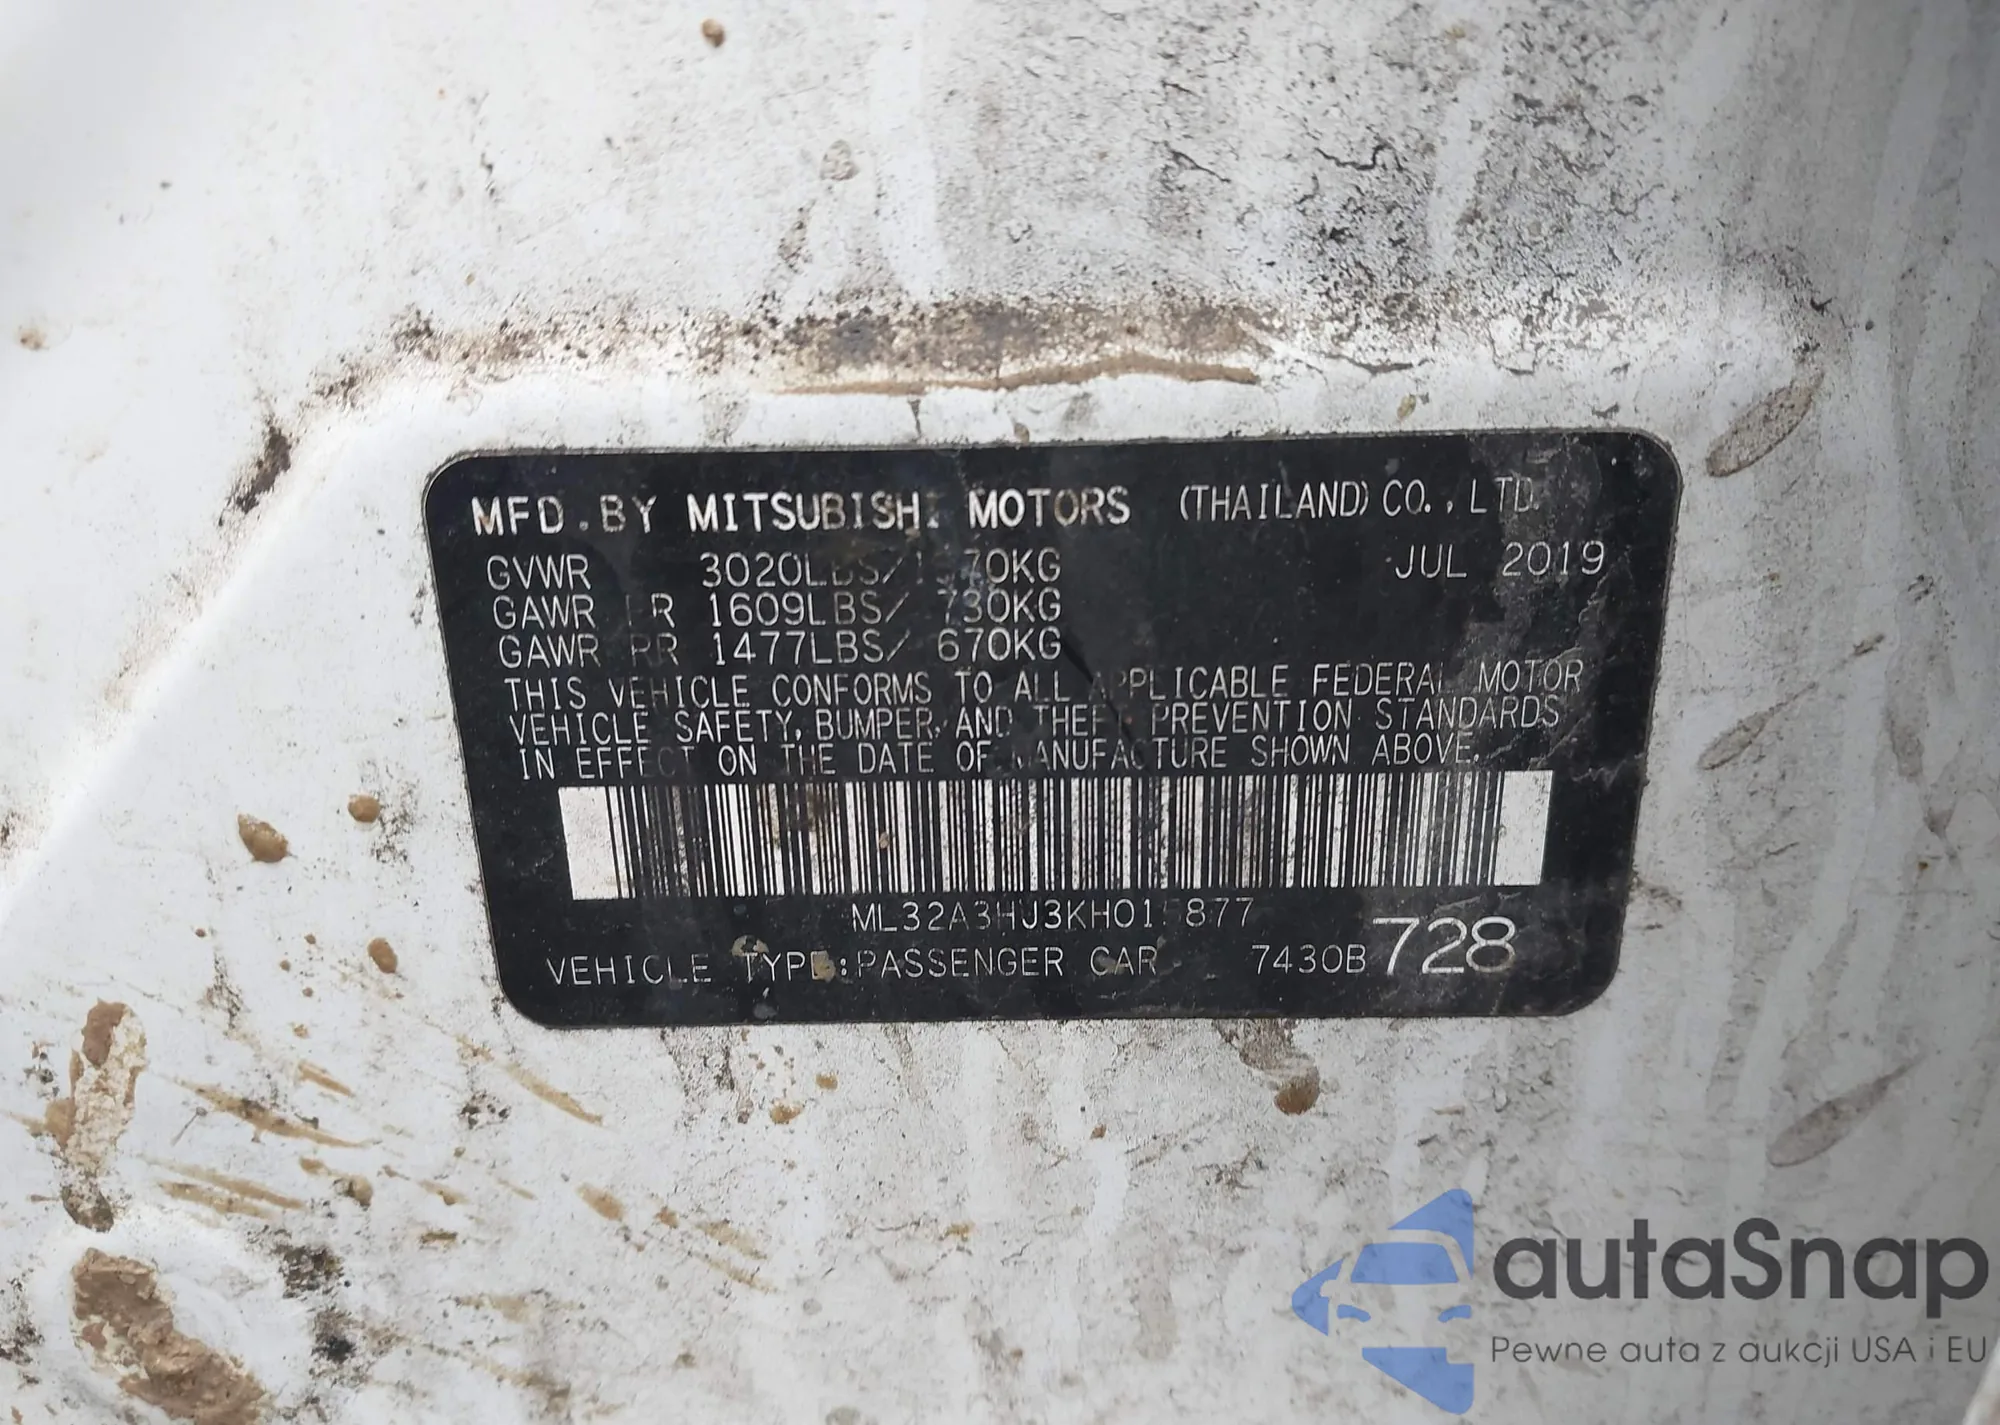 MFD.BY MITSUBISHI MOTORS (THAILAND) CO., LTD.
GVWR 3020LBS/1370KG JUL 2019
GAWR FR 1609LBS/ 730KG
GAWR RR 1477LBS/ 670KG
THIS VEHICLE CONFORMS TO ALL APPLICABLE FEDERAL MOTOR
VEHICLE SAFETY, BUMPER, AND THEFT PREVENTION STANDARDS
IN EFFECT ON THE DATE OF MANUFACTURE SHOWN ABOVE.
VEHICLE TYPE:PASSENGER CAR 7430B 728
autaSnap
Pewne auta z aukcji USA i EU